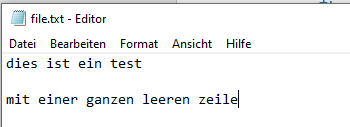 file.txt - Editor
Datei Bearbeiten Format Ansicht Hilfe
dies ist ein test

mit einer ganzen leeren zeile